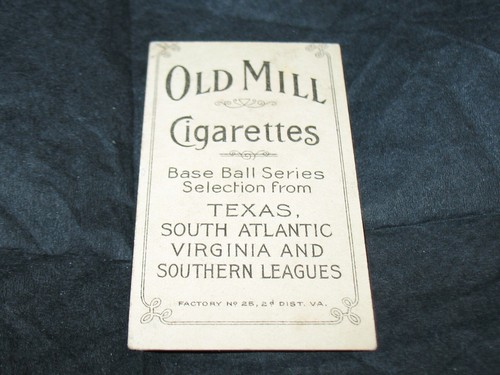 OLD MILL
Cigarettes
Base Ball Series
Selection from
TEXAS,
SOUTH ATLANTIC
VIRGINIA AND
SOUTHERN LEAGUES
FACTORY Nº 25, 2d DIST. VA.